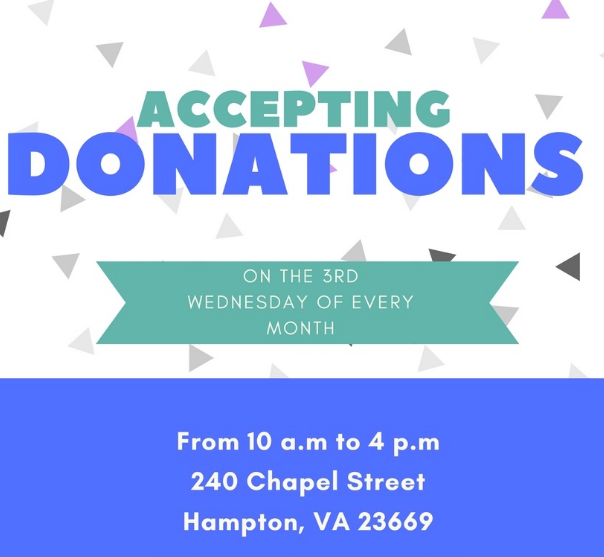 ACCEPTING
DONATIONS
ON THE 3RD
WEDNESDAY OF EVERY
MONTH
From 10 a.m to 4 p.m
240 Chapel Street
Hampton, VA 23669